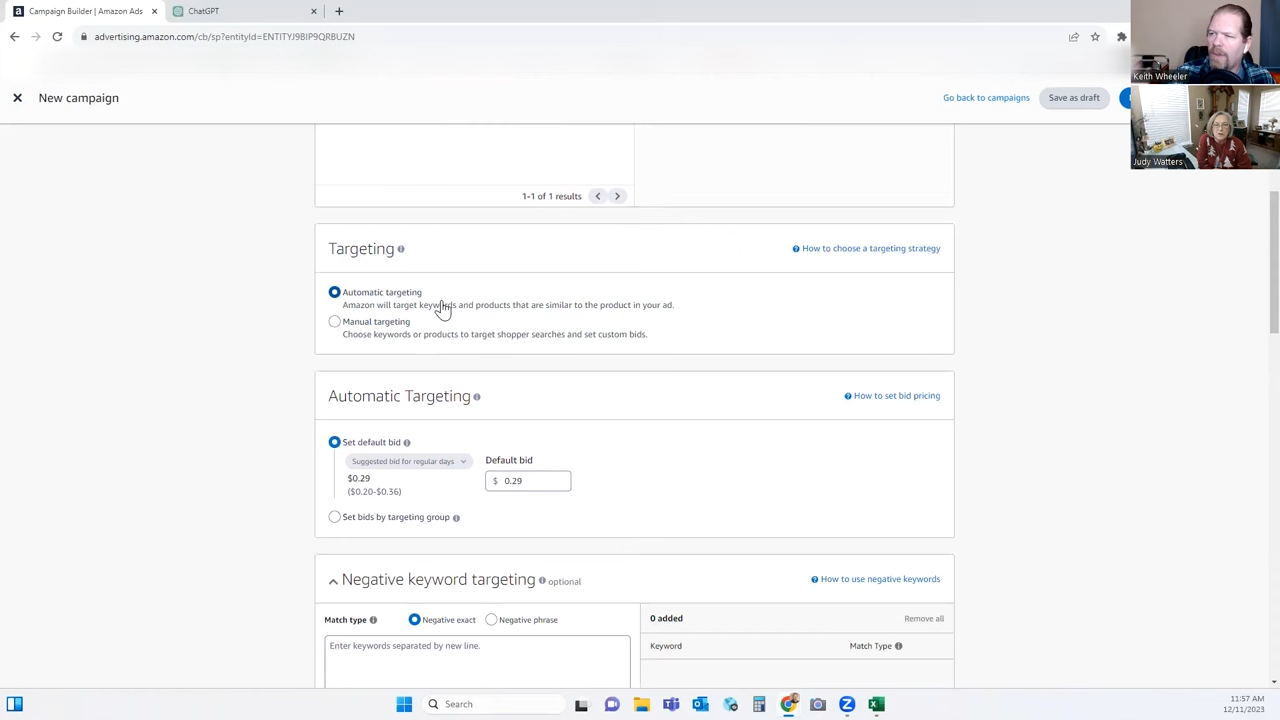 Campaign Builder | Amazon Ads
ChatGPT
advertising.amazon.com/cb/sp?entityId=ENTITYJ9BIP9QRBUZN
Keith Wheeler
New campaign
Go back to campaigns
Save as draft
Judy Watters
1-1 of 1 results
Targeting
How to choose a targeting strategy
Automatic targeting
Amazon will target keywords and products that are similar to the product in your ad.
Manual targeting
Choose keywords or products to target shopper searches and set custom bids.
Automatic Targeting
How to set bid pricing
Set default bid
Suggested bid for regular days
Default bid
$0.29
($0.20-$0.36)
$ 0.29
Set bids by targeting group
Negative keyword targeting optional
How to use negative keywords
Match type
Negative exact
Negative phrase
0 added
Remove all
Enter keywords separated by new line.
Keyword
Match Type
Search
11:57 AM
12/11/2023